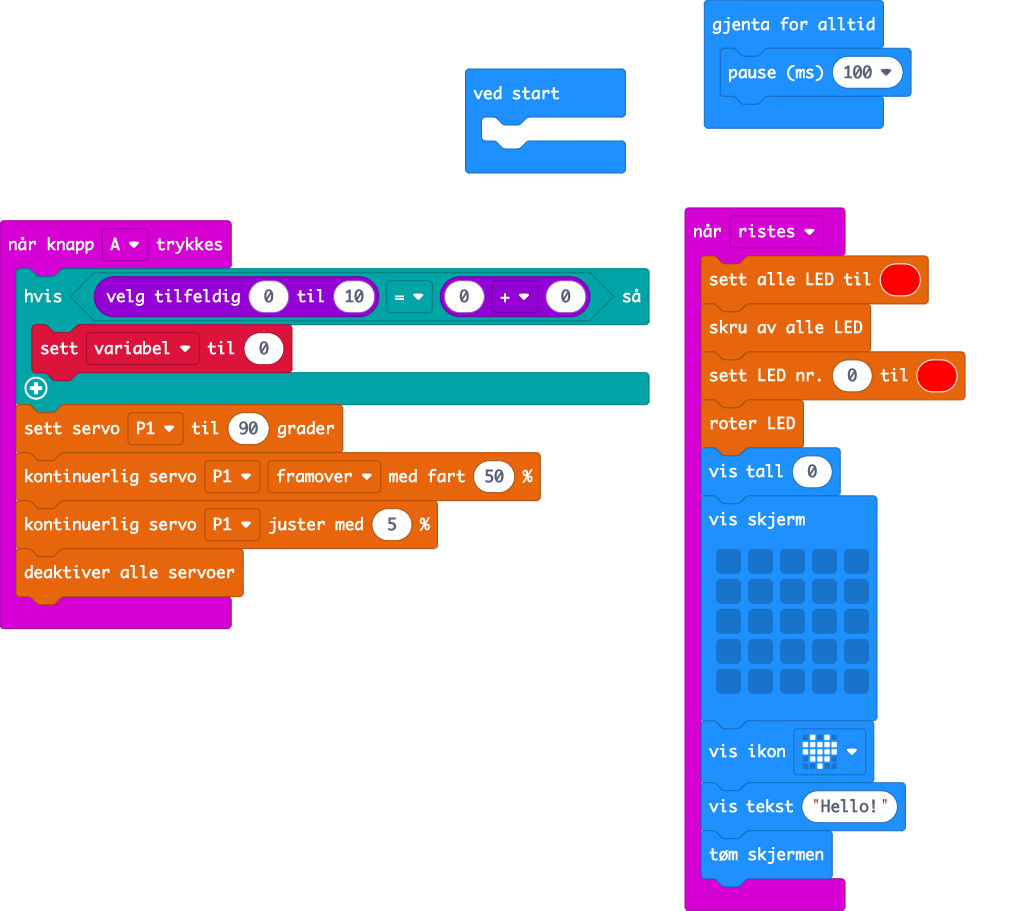 gjenta for alltid
pause (ms) 100
ved start
når knapp A trykkes
hvis velg tilfeldig 0 til 10 = 0 + 0 så
sett variabel til 0
sett servo P1 til 90 grader
kontinuerlig servo P1 framover med fart 50 %
kontinuerlig servo P1 juster med 5 %
deaktiver alle servoer
når ristes
sett alle LED til
skru av alle LED
sett LED nr. 0 til
roter LED
vis tall 0
vis skjerm
vis ikon
vis tekst "Hello!"
tøm skjermen